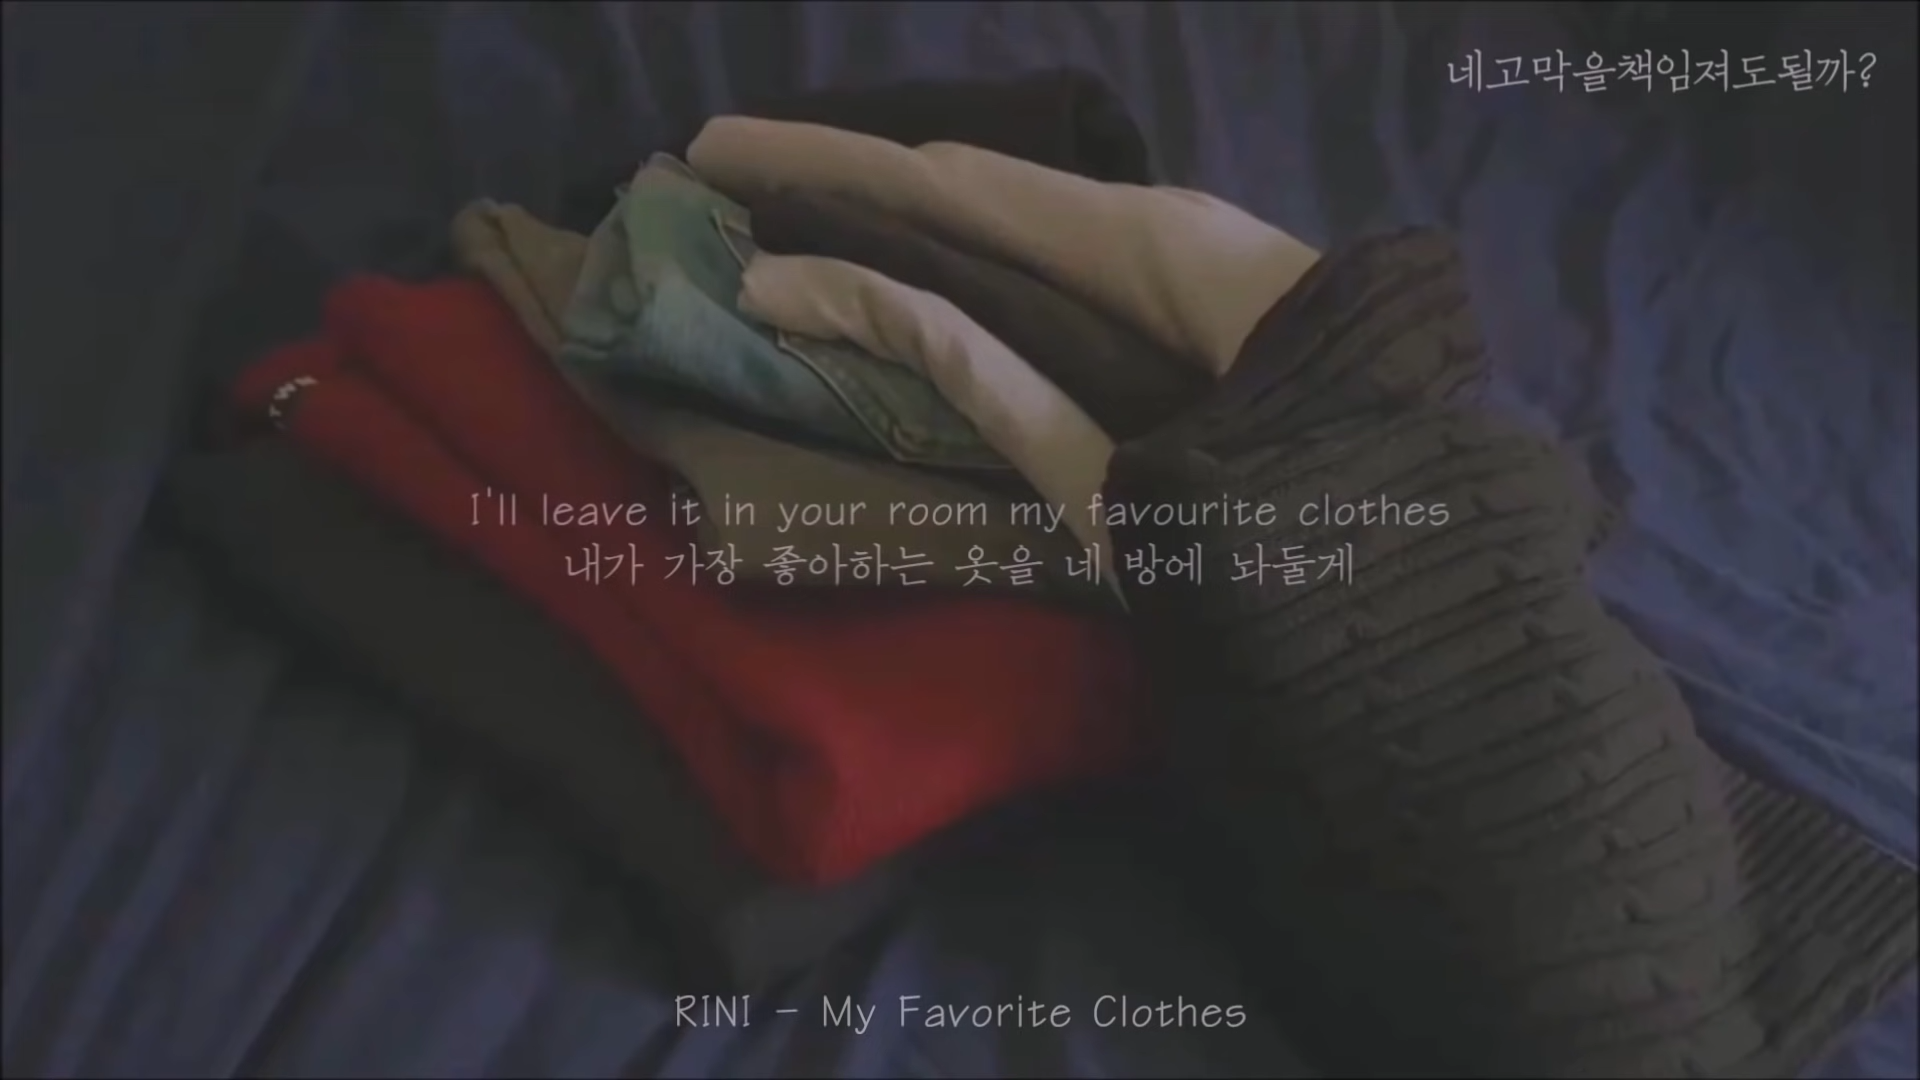 네고막을책임져도될까?
I'll leave it in your room my favourite clothes
내가 가장 좋아하는 옷을 네 방에 놔둘게
RINI - My Favorite Clothes